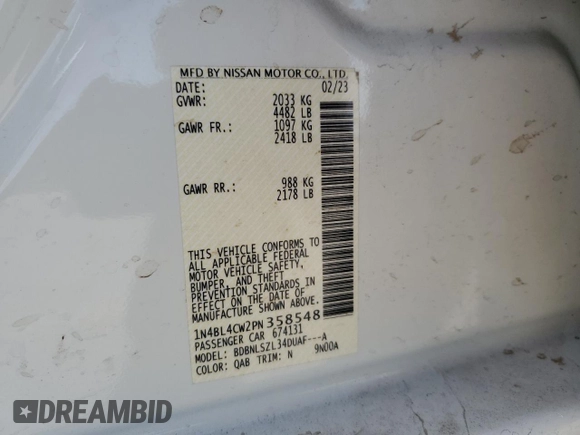 MFD BY NISSAN MOTOR CO., LTD.
DATE: 02/23
GVWR: 2033 KG
4482 LB
GAWR FR.: 1097 KG
2418 LB
GAWR RR.: 988 KG
2178 LB
THIS VEHICLE CONFORMS TO
ALL APPLICABLE FEDERAL
MOTOR VEHICLE SAFETY,
BUMPER, AND THEFT
PREVENTION STANDARDS IN
EFFECT ON THE DATE OF
MANUFACTURE SHOWN ABOVE.
1N4BL4CW2PN358548
PASSENGER CAR 674131
MODEL: BDBNLSZL34DUAF---A
COLOR: QAB TRIM: N 9N00A
DREAMBID